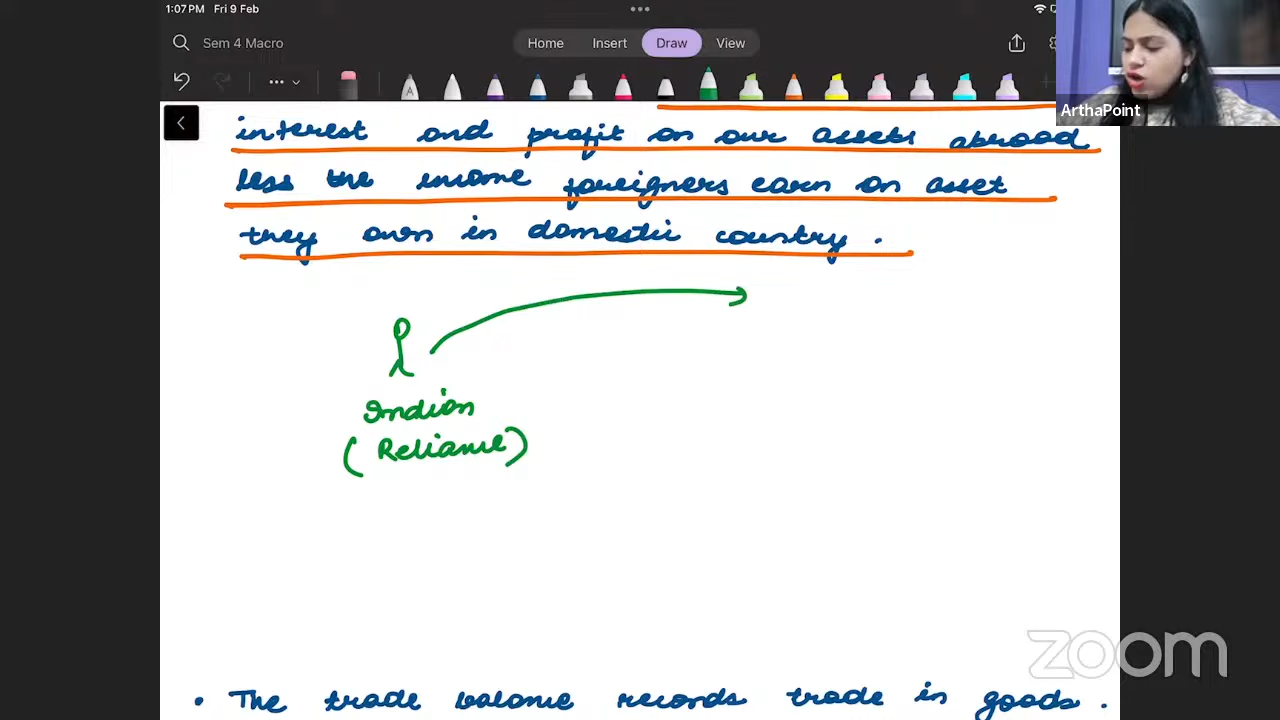 1:07 PM Fri 9 Feb
Sem 4 Macro
Home Insert Draw View
ArthaPoint
interest and profit on our assets abroad
less the income foreigners earn on asset
they own in domestic country.
Indian
(Reliance)
zoom
• The trade balance records trade in goods.